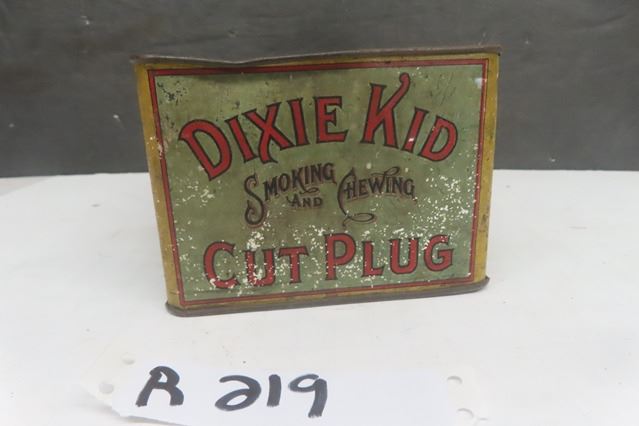 DIXIE KID
SMOKING
AND CHEWING
CUT PLUG
R 219